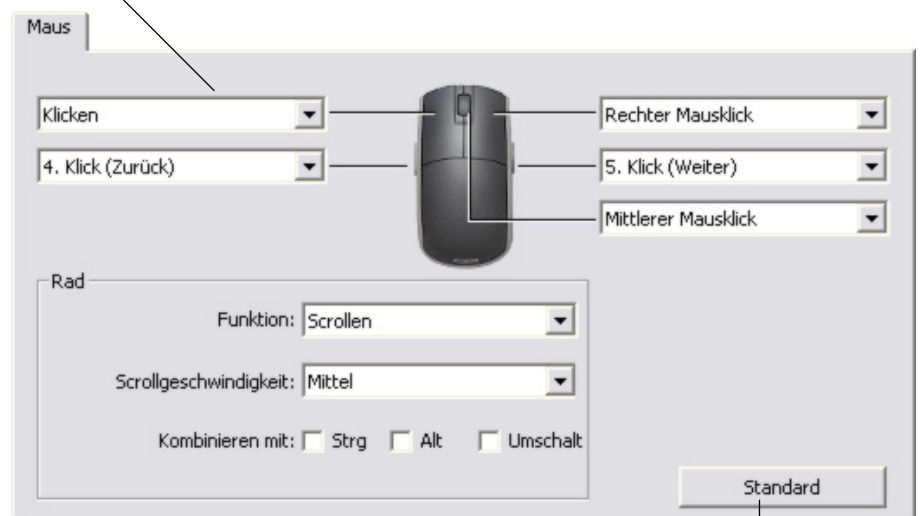 Maus
Klicken
Rechter Mausklick
4. Klick (Zurück)
5. Klick (Weiter)
Mittlerer Mausklick
Rad
Funktion: Scrollen
Scrollgeschwindigkeit: Mittel
Kombinieren mit: Strg Alt Umschalt
Standard